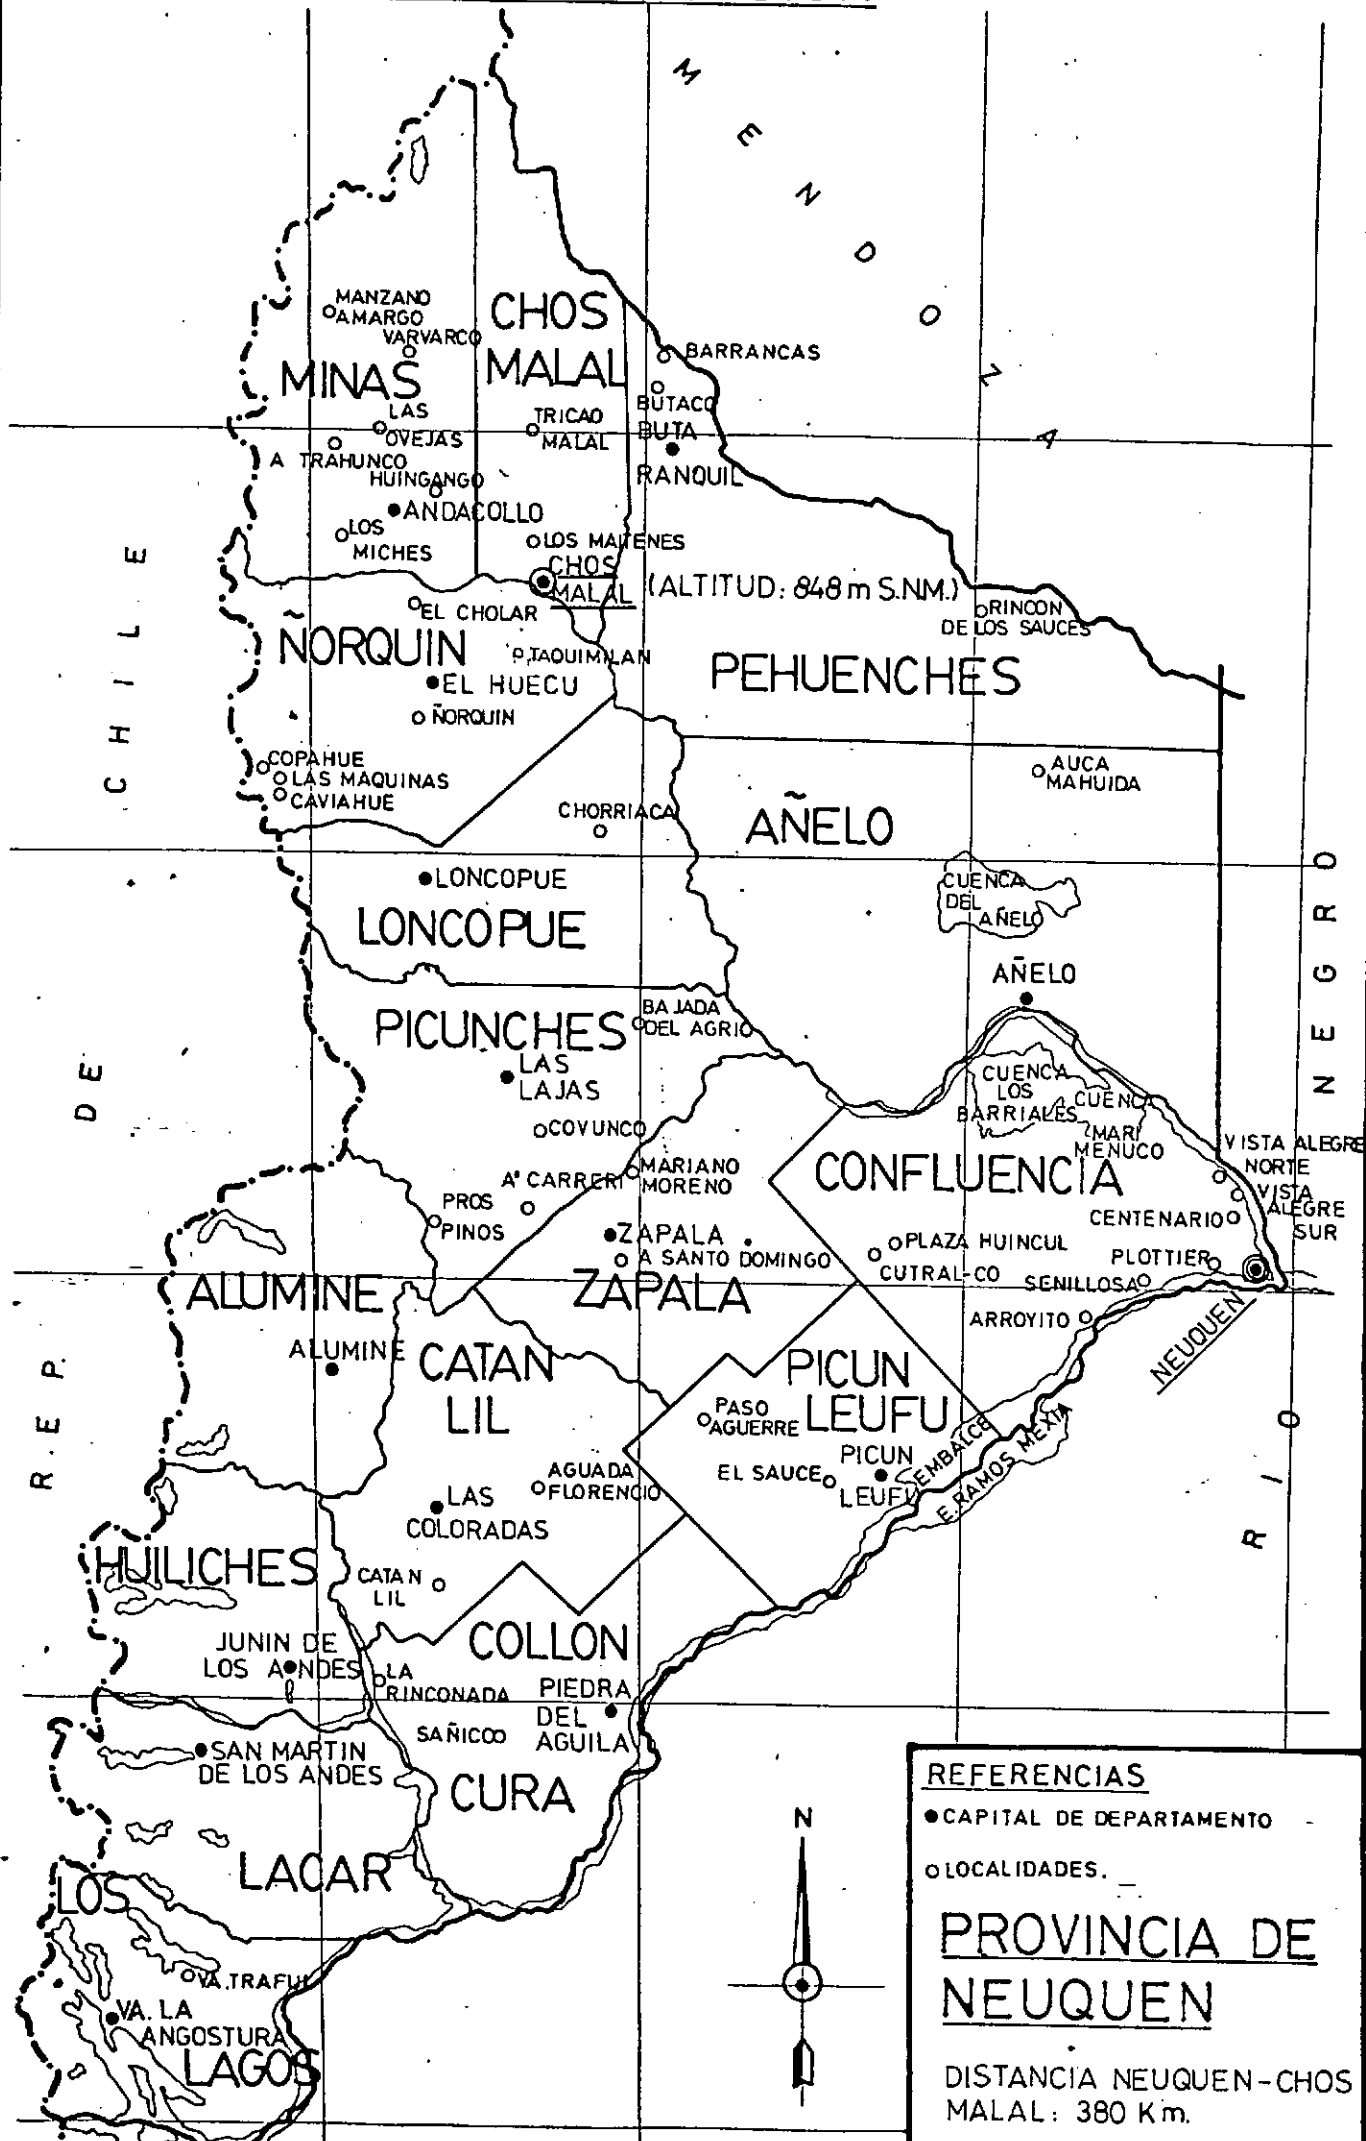 MENDOZA
MANZANO
AMARGO
VARVARCO
CHOS
MALAL
MINAS
BARRANCAS
BUTACO
LAS
OVEJAS
TRICAO
MALAL
BUTA
RANQUIL
A TRAHUNCO
HUINGANGO
ANDACOLLO
LOS
MICHES
LOS MAITENES
CHOS
MALAL
(ALTITUD: 848 m S.NM.)
EL CHOLAR
RINCON
DE LOS SAUCES
ÑORQUIN
P. TAQUIMILAN
PEHUENCHES
EL HUECU
ÑORQUIN
COPAHUE
LAS MAQUINAS
CAVIAHUE
AUCA
MAHUIDA
CHORRIACA
AÑELO
LONCOPUE
LONCOPUE
CUENCA
DEL
AÑELO
AÑELO
PICUNCHES
BAJADA
DEL AGRIO
LAS
LAJAS
CUENCA
LOS
BARRIALES
CUENCA
MARI
MENUCO
COVUNCO
VISTA ALEGRE
NORTE
VISTA
ALEGRE
SUR
MARIANO
MORENO
Aº CARRERI
CONFLUENCIA
PROS
PINOS
CENTENARIO
ZAPALA
A SANTO DOMINGO
PLAZA HUINCUL
CUTRAL-CO
PLOTTIER
SENILLOSA
ALUMINE
ZAPALA
ARROYITO
NEUQUEN
ALUMINE
CATAN
LIL
PICUN
LEUFU
PASO
AGUERRE
PICUN
LEUFU
EL SAUCE
EMBALCE
E. RAMOS MEXIA
AGUADA
FLORENCIO
LAS
COLORADAS
HUILICHES
CATAN
LIL
COLLON
JUNIN DE
LOS ANDES
LA
RINCONADA
PIEDRA
DEL
AGUILA
SAÑICO
SAN MARTIN
DE LOS ANDES
CURA
LACAR
LOS
VA. TRAFUL
VA. LA
ANGOSTURA
LAGOS
REP. DE CHILE
RIO NEGRO
N
REFERENCIAS
CAPITAL DE DEPARTAMENTO
LOCALIDADES.
PROVINCIA DE
NEUQUEN
DISTANCIA NEUQUEN-CHOS
MALAL: 380 Km.